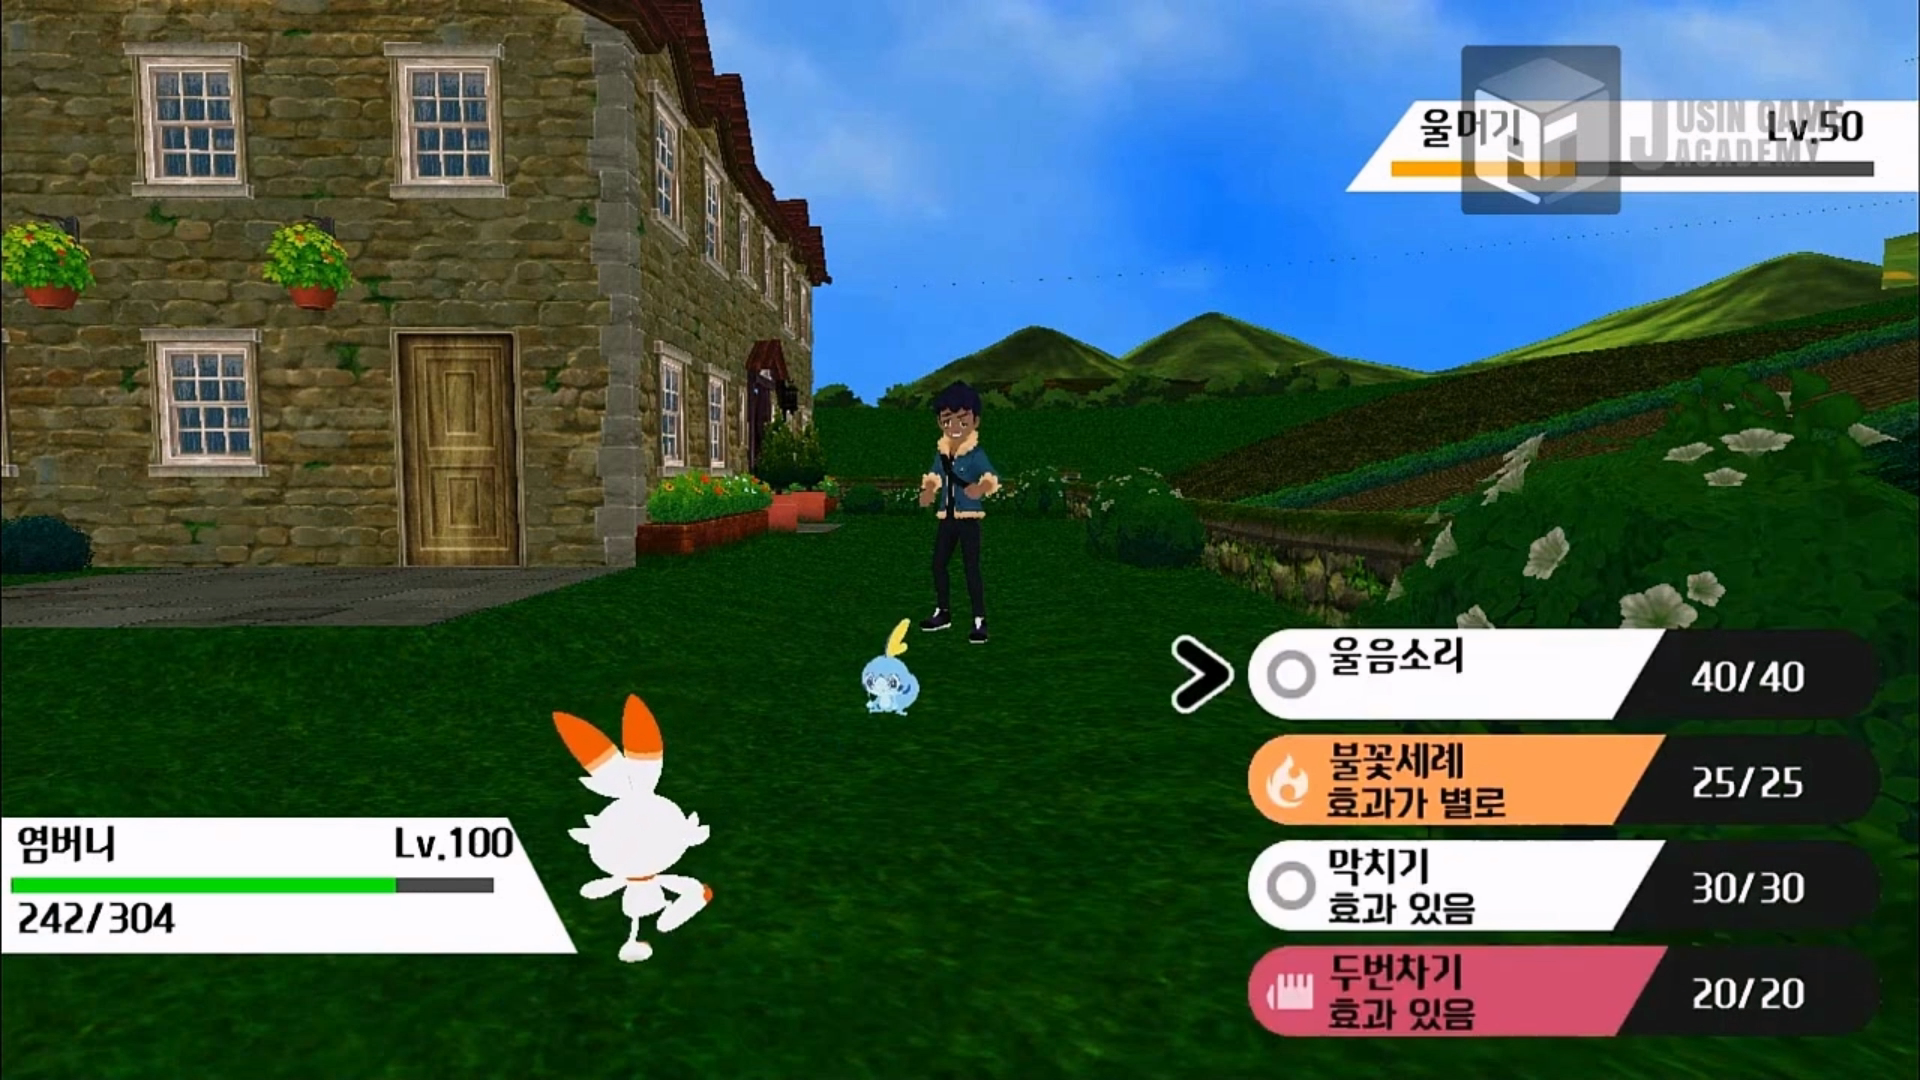 울머기 Lv.50
JUSIN GAME
ACADEMY
울음소리 40/40
불꽃세례 25/25
효과가 별로
막치기 30/30
효과 있음
두번차기 20/20
효과 있음
염버니 Lv.100
242/304